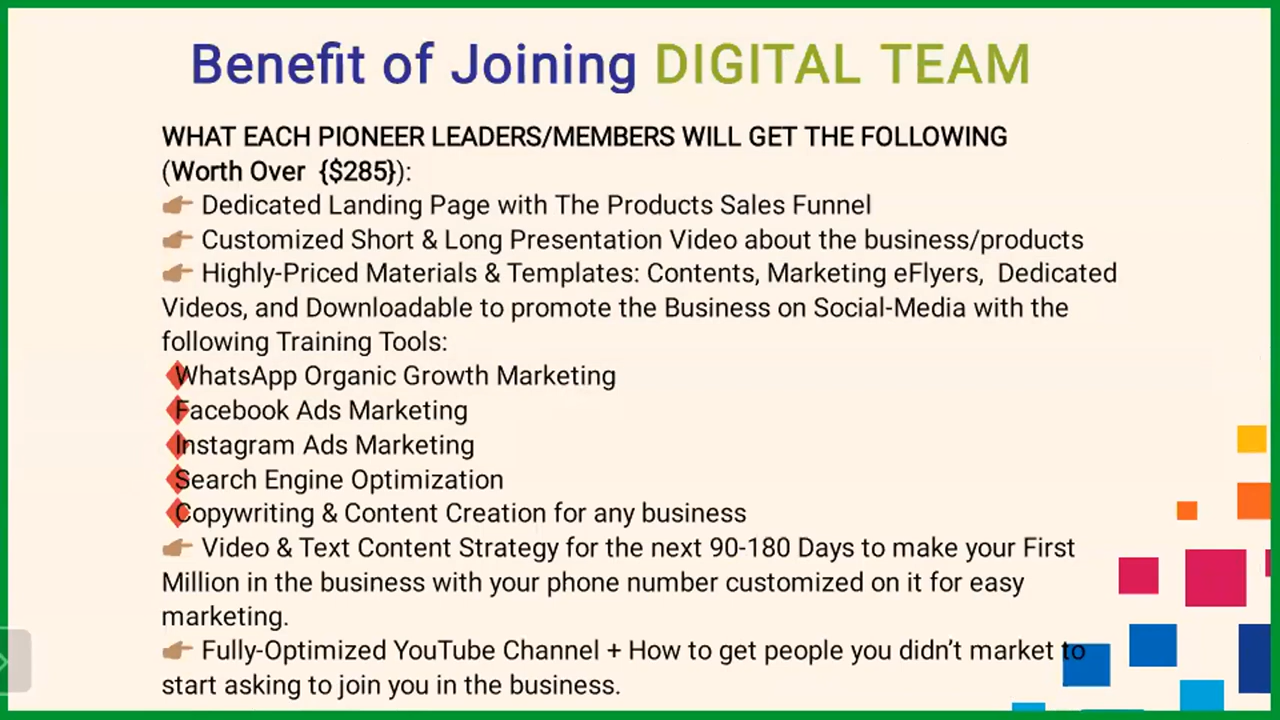 Benefit of Joining DIGITAL TEAM
WHAT EACH PIONEER LEADERS/MEMBERS WILL GET THE FOLLOWING
(Worth Over {$285}):
👉🏽 Dedicated Landing Page with The Products Sales Funnel
👉🏽 Customized Short & Long Presentation Video about the business/products
👉🏽 Highly-Priced Materials & Templates: Contents, Marketing eFlyers, Dedicated
Videos, and Downloadable to promote the Business on Social-Media with the
following Training Tools:
♦WhatsApp Organic Growth Marketing
♦Facebook Ads Marketing
♦Instagram Ads Marketing
♦Search Engine Optimization
♦Copywriting & Content Creation for any business
👉🏽 Video & Text Content Strategy for the next 90-180 Days to make your First
Million in the business with your phone number customized on it for easy
marketing.
👉🏽 Fully-Optimized YouTube Channel + How to get people you didn’t market to
start asking to join you in the business.